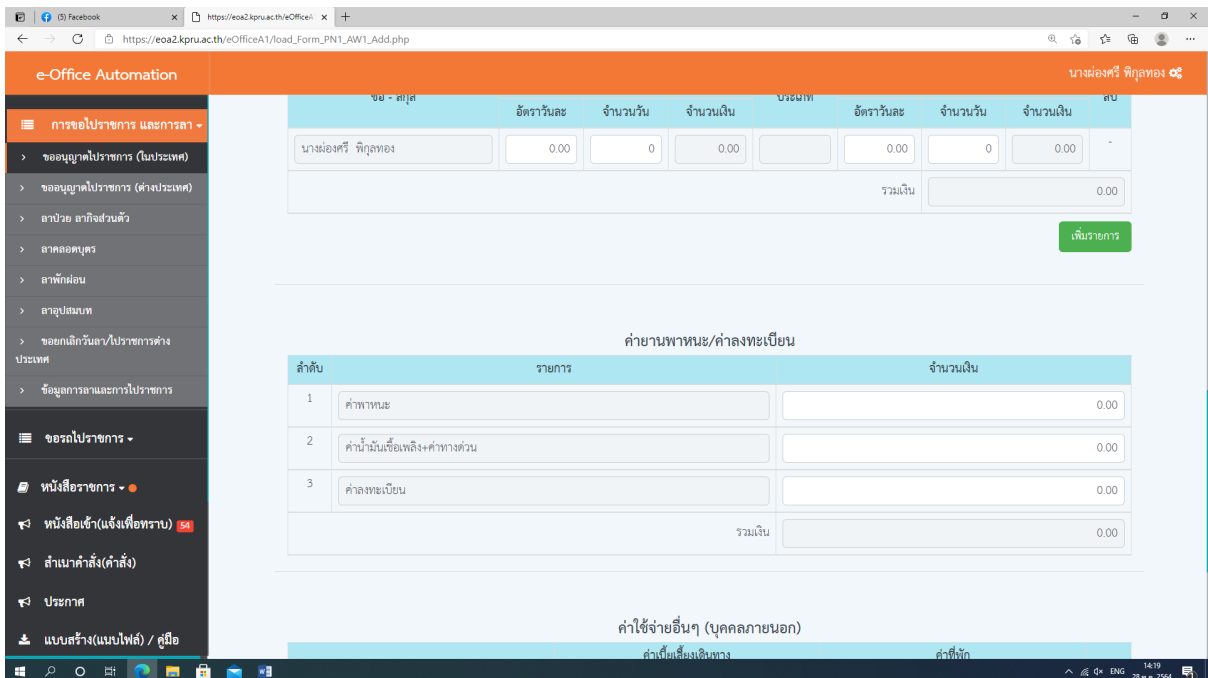 (5) Facebook
https://eoa2.kpru.ac.th/eOfficeA
https://eoa2.kpru.ac.th/eOfficeA1/load_Form_PN1_AW1_Add.php
e-Office Automation
นางผ่องศรี พิกุลทอง
การขอไปราชการ และการลา
ขออนุญาตไปราชการ (ในประเทศ)
ขออนุญาตไปราชการ (ต่างประเทศ)
ลาป่วย ลากิจส่วนตัว
ลาคลอดบุตร
ลาพักผ่อน
ลาอุปสมบท
ขอยกเลิกวันลา/ไปราชการต่าง
ประเทศ
ข้อมูลการลาและการไปราชการ
ขอรถไปราชการ
หนังสือราชการ
หนังสือเข้า(แจ้งเพื่อทราบ) 54
สำเนาคำสั่ง(คำสั่ง)
ประกาศ
แบบสร้าง(แนบไฟล์) / คู่มือ
ชื่อ - สกุล ประเภท ลบ
อัตราวันละ จำนวนวัน จำนวนเงิน อัตราวันละ จำนวนวัน จำนวนเงิน
นางผ่องศรี พิกุลทอง 0.00 0 0.00 0.00 0 0.00 -
รวมเงิน 0.00
เพิ่มรายการ
ค่ายานพาหนะ/ค่าลงทะเบียน
ลำดับ รายการ จำนวนเงิน
1 ค่าพาหนะ 0.00
2 ค่าน้ำมันเชื้อเพลิง+ค่าทางด่วน 0.00
3 ค่าลงทะเบียน 0.00
รวมเงิน 0.00
ค่าใช้จ่ายอื่นๆ (บุคคลภายนอก)
ค่าเบี้ยเลี้ยงเดินทาง ค่าที่พัก
ENG
14:19
28 พ.ค. 2564